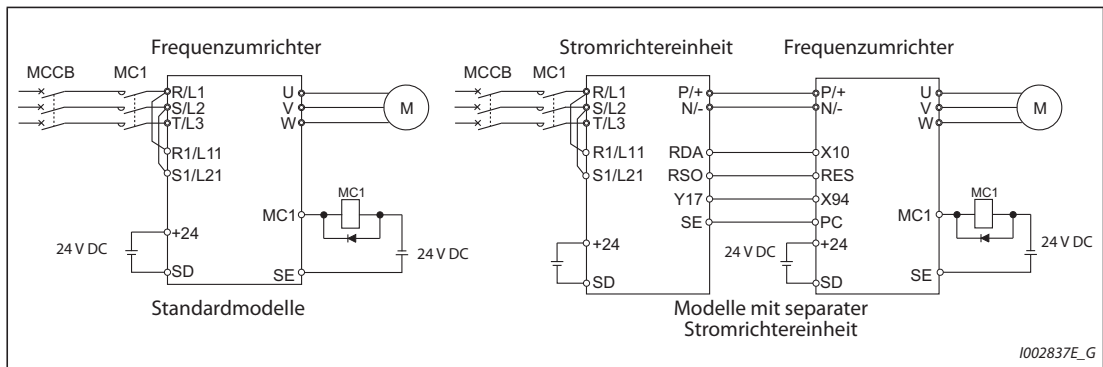 Frequenzumrichter
MCCB MC1
R/L1
S/L2
T/L3
R1/L11
S1/L21
+24
SD
24 V DC
U
V
W
M
MC1
MC1
SE
24 V DC
Standardmodelle
Stromrichtereinheit
MCCB MC1
R/L1
S/L2
T/L3
R1/L11
S1/L21
+24
SD
P/+
N/-
RDA
RSO
Y17
SE
Frequenzumrichter
P/+
N/-
X10
RES
X94
PC
+24
SD
24 V DC
U
V
W
M
MC1
MC1
SE
24 V DC
Modelle mit separater
Stromrichtereinheit
I002837E_G